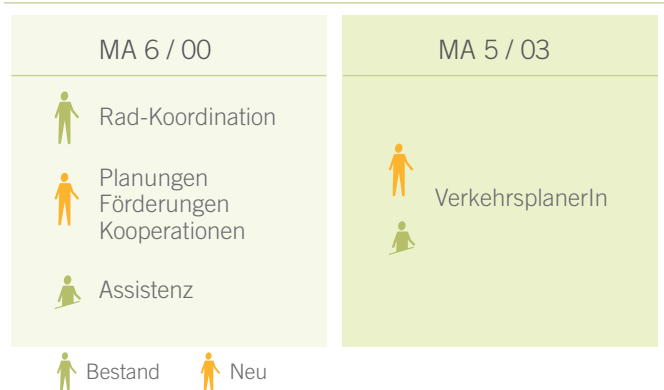 MA 6 / 00
Rad-Koordination
Planungen
Förderungen
Kooperationen
Assistenz
MA 5 / 03
VerkehrsplanerIn
Bestand
Neu